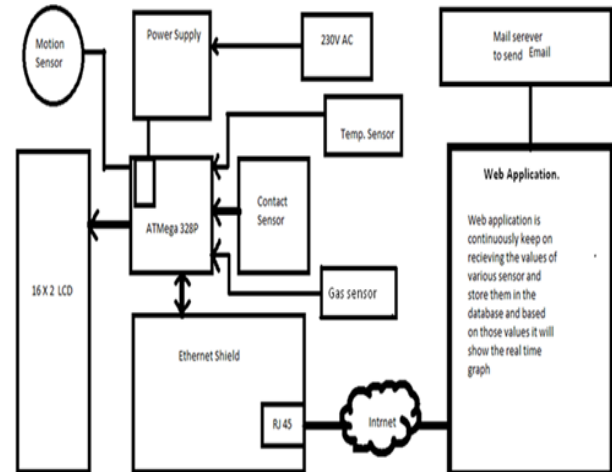 Motion
Sensor
Power Supply
230V AC
Mail serever
to send Email
Temp. Sensor
ATMega 328P
Contact
Sensor
16 X 2 LCD
Gas sensor
Ethernet Shield
RJ 45
Intrnet
Web Application.
Web application is
continuously keep on
recieving the values of
various sensor and
store them in the
database and based
on those values it will
show the real time
graph